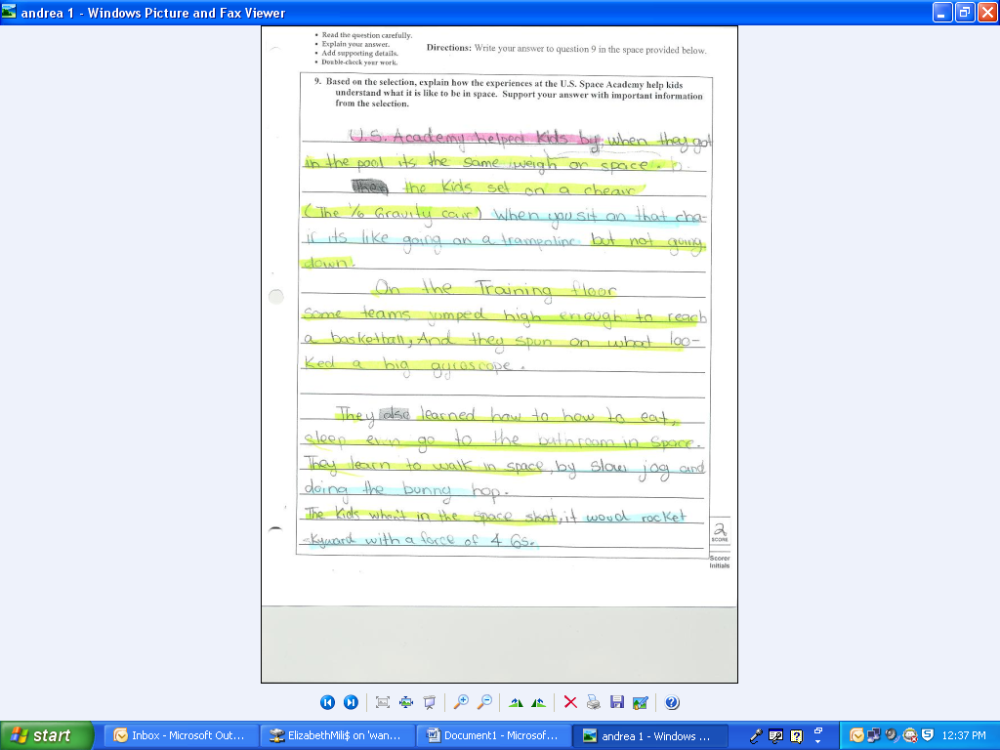 andrea 1 - Windows Picture and Fax Viewer
• Read the question carefully.
• Explain your answer.
• Add supporting details.
• Double-check your work.
Directions: Write your answer to question 9 in the space provided below.
9. Based on the selection, explain how the experiences at the U.S. Space Academy help kids
understand what it is like to be in space. Support your answer with important information
from the selection.
U.S. Academy helped kids by, when they got
in the pool its the same weigh or space.
the kids set on a cheair
(The 1/6 Gravity cair) When you sit on that cha-
ir its like going on a trampoline but not going
down.
On the Training floor
some teams jumped high enough to reach
a basketball, And they spun on what loo-
ked a big gyroscope.
They also learned how to how to eat,
sleep even go to the bathroom in space.
They learn to walk in space, by slow jog and
doing the bunny hop.
The kids when't in the space shot, it wood rocket
skyward with a force of 4 Gs.
2
SCORE
Scorer
Initials
start
Inbox - Microsoft Out...
ElizabethMili$ on 'wan...
Document1 - Microsof...
andrea 1 - Windows ...
12:37 PM